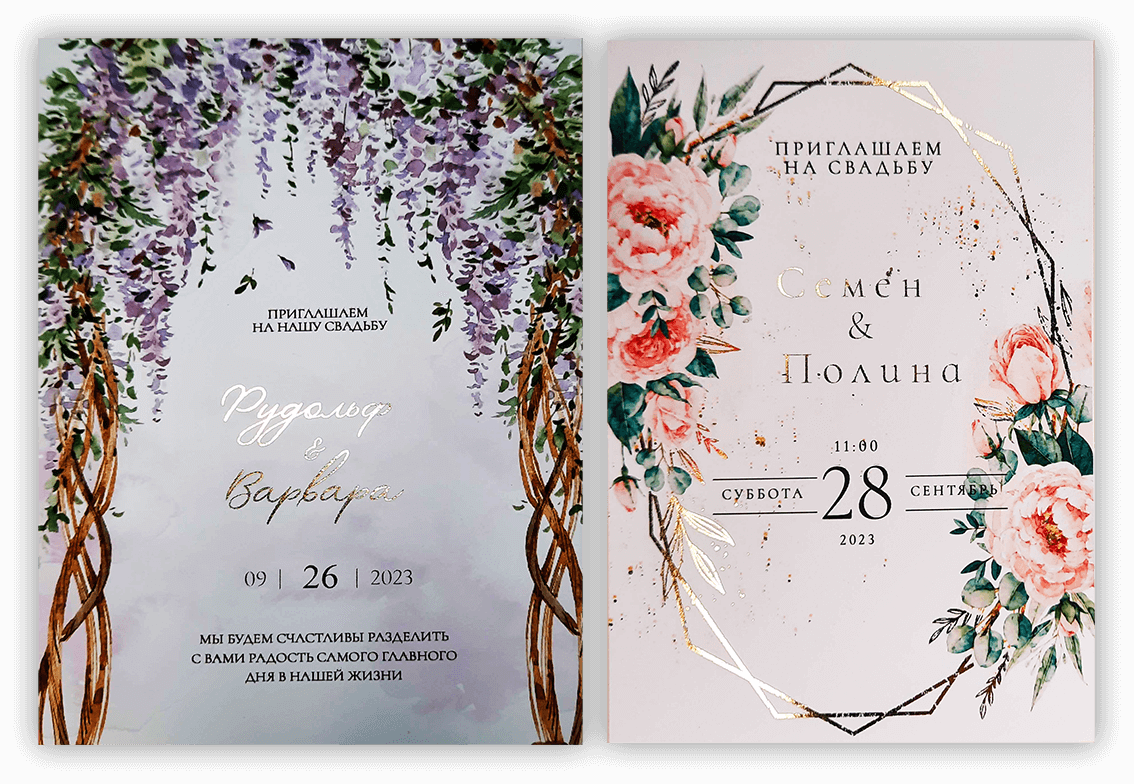 ПРИГЛАШАЕМ
НА НАШУ СВАДЬБУ
Рудольф
&
Варвара
09 | 26 | 2023
МЫ БУДЕМ СЧАСТЛИВЫ РАЗДЕЛИТЬ
С ВАМИ РАДОСТЬ САМОГО ГЛАВНОГО
ДНЯ В НАШЕЙ ЖИЗНИ
ПРИГЛАШАЕМ
НА СВАДЬБУ
Семён
&
Полина
11:00
СУББОТА 28 СЕНТЯБРЬ
2023